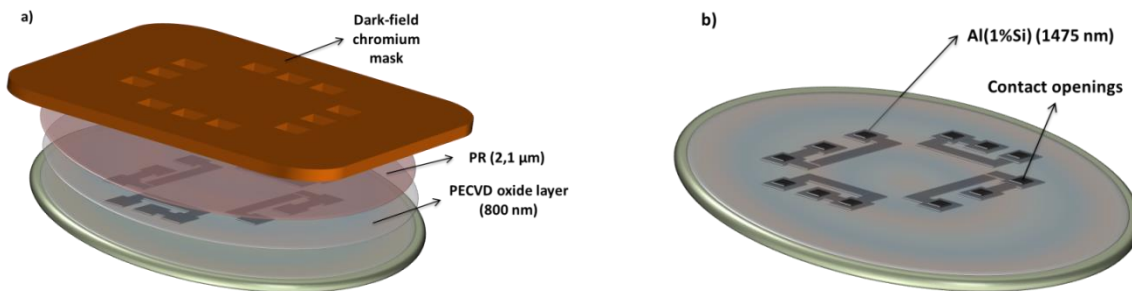 a)
Dark-field
chromium
mask
PR (2,1 µm)
PECVD oxide layer
(800 nm)
b)
Al(1%Si) (1475 nm)
Contact openings